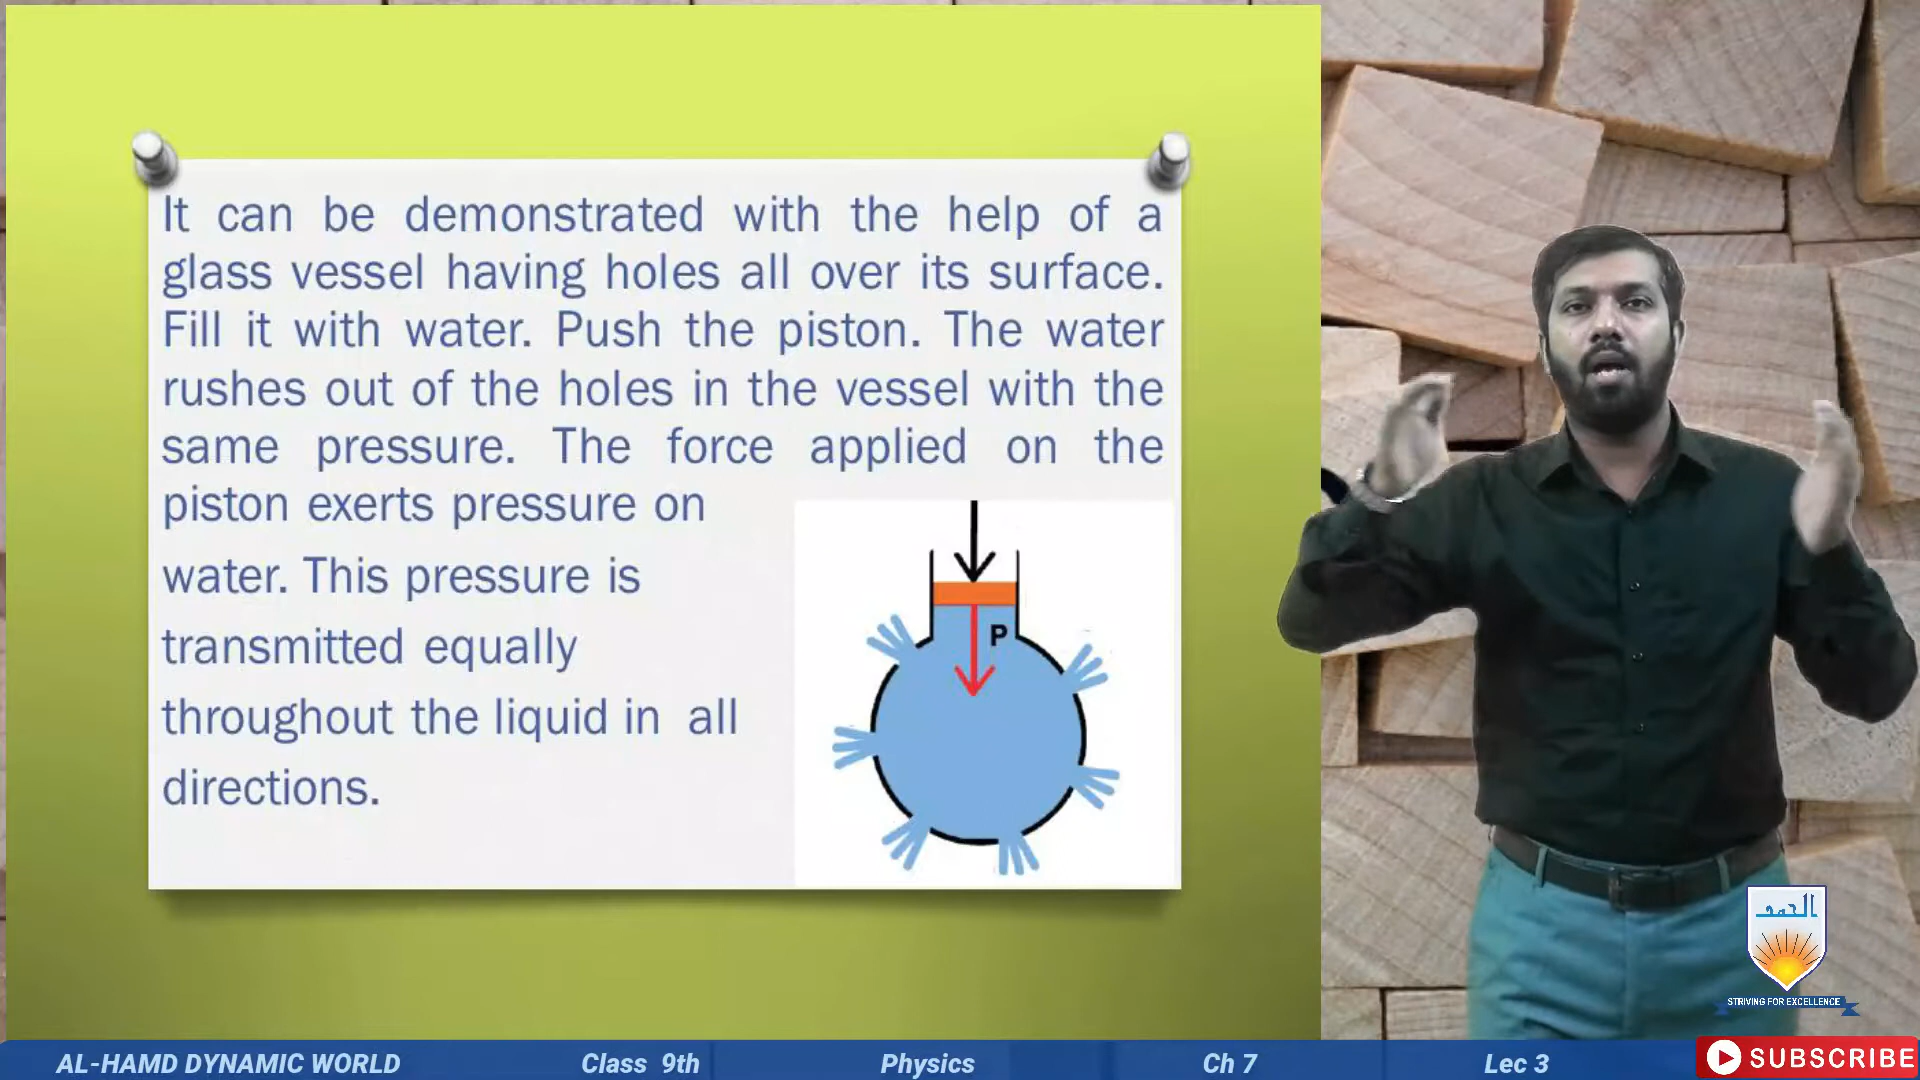 It can be demonstrated with the help of a
glass vessel having holes all over its surface.
Fill it with water. Push the piston. The water
rushes out of the holes in the vessel with the
same pressure. The force applied on the
piston exerts pressure on
water. This pressure is
transmitted equally
throughout the liquid in all
directions.
P
الحمد
STRIVING FOR EXCELLENCE
AL-HAMD DYNAMIC WORLD Class 9th Physics Ch 7 Lec 3 SUBSCRIBE